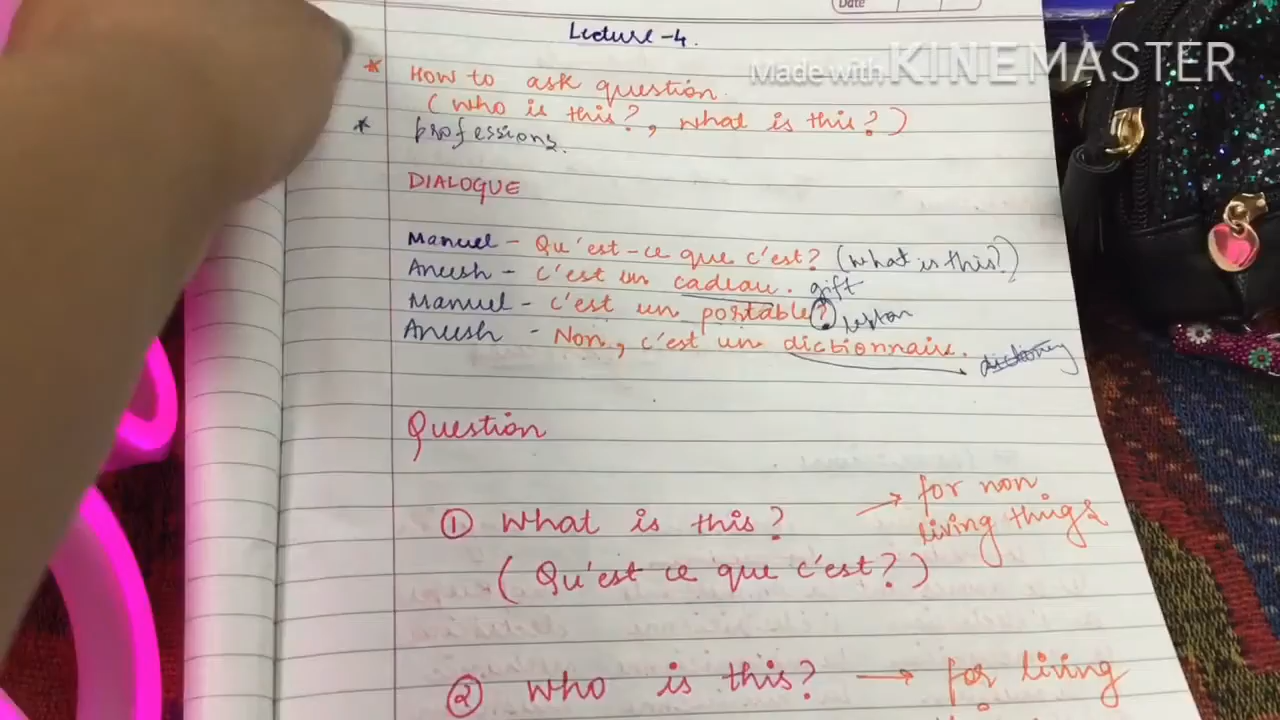 Date
Lecture-4.
Made with KINEMASTER
* How to ask question.
(who is this?, what is this?)
* professions.
DIALOGUE
Manuel - Qu'est-ce que c'est? (what is this?)
Aneesh - C'est un cadeau. gift
Manuel - C'est un portable?
Aneesh - Non, c'est un dictionnaire. dictionary
Question
① What is this? → for non
living things
(Qu'est ce que c'est?)
② Who is this? → for living